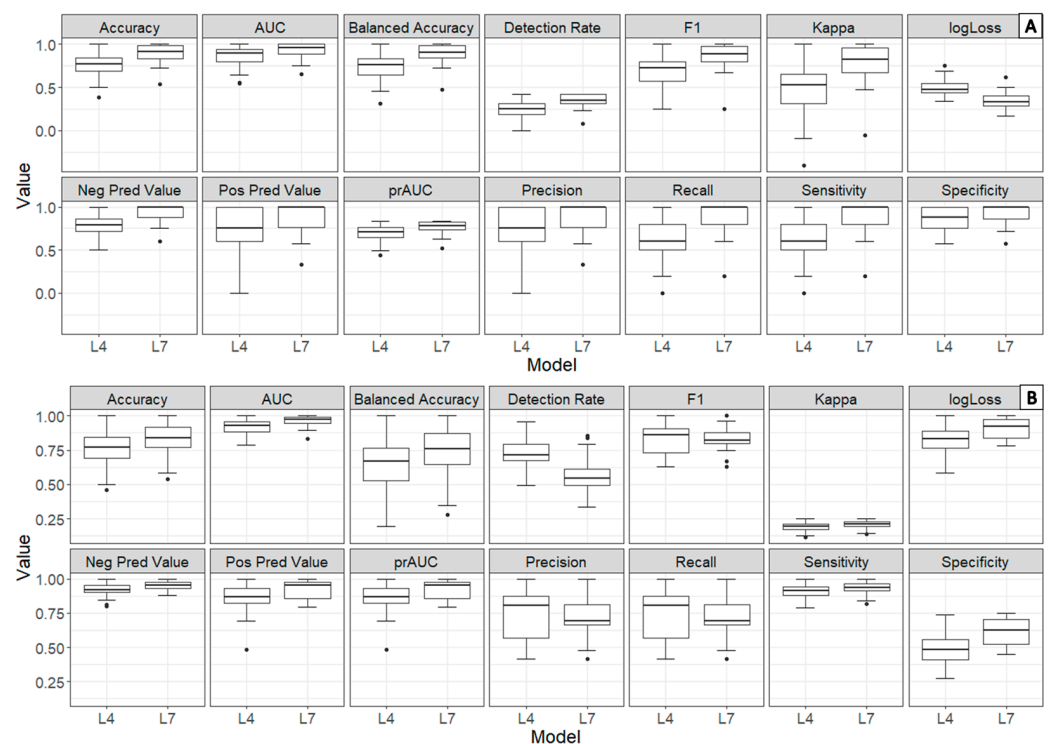 Accuracy AUC Balanced Accuracy Detection Rate F1 Kappa logLoss A
1.0
0.5
0.0
Value
Neg Pred Value Pos Pred Value prAUC Precision Recall Sensitivity Specificity
1.0
0.5
0.0
L4 L7 L4 L7 L4 L7 L4 L7 L4 L7 L4 L7 L4 L7
Model
Accuracy AUC Balanced Accuracy Detection Rate F1 Kappa logLoss B
1.00
0.75
0.50
0.25
Value
Neg Pred Value Pos Pred Value prAUC Precision Recall Sensitivity Specificity
1.00
0.75
0.50
0.25
L4 L7 L4 L7 L4 L7 L4 L7 L4 L7 L4 L7 L4 L7
Model